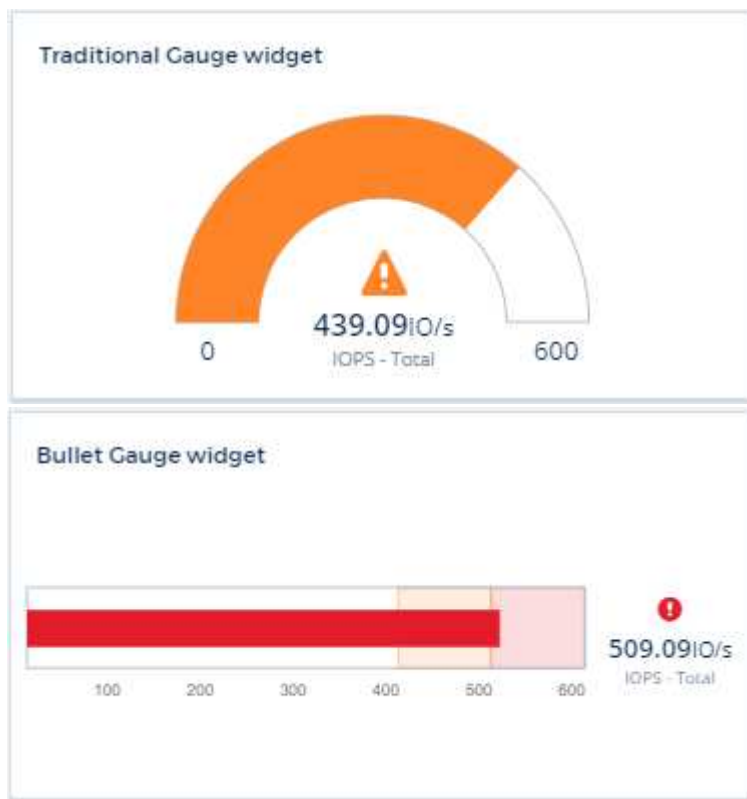 Traditional Gauge widget
439.09IO/s
0
IOPS - Total
600
Bullet Gauge widget
509.09IO/s
IOPS - Total
100 200 300 400 500 600